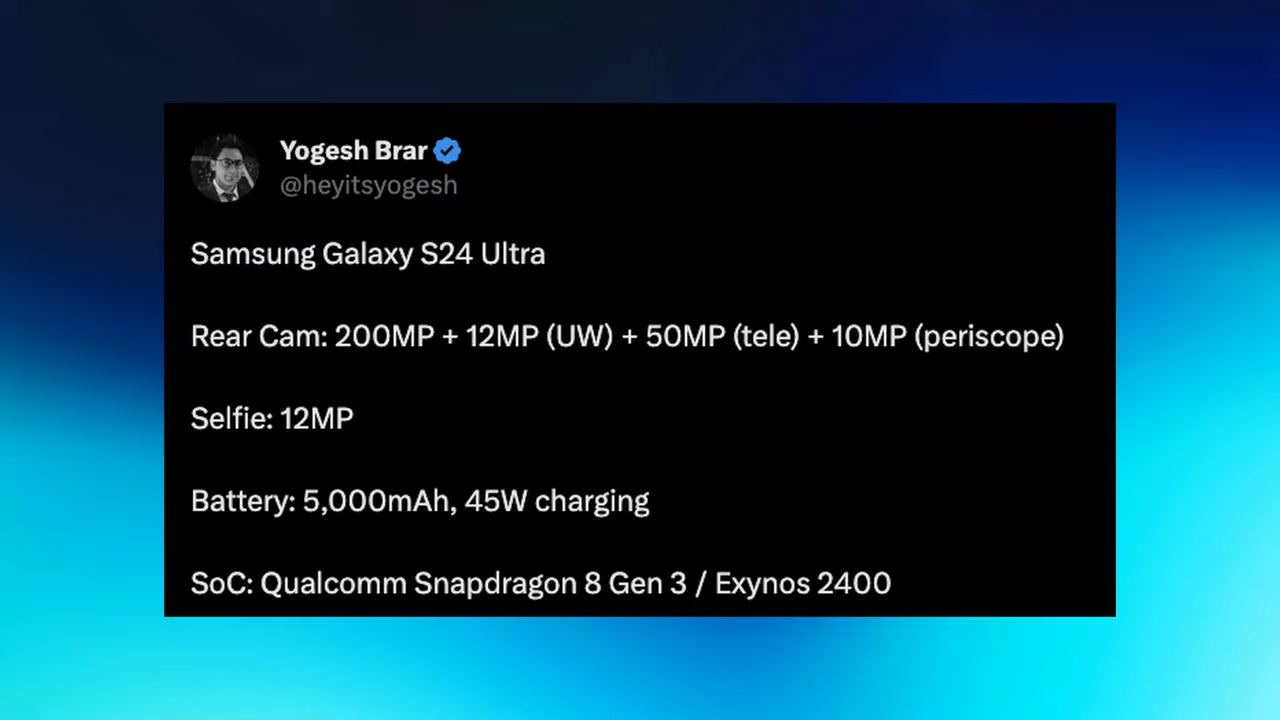 Yogesh Brar
@heyitsyogesh
Samsung Galaxy S24 Ultra
Rear Cam: 200MP + 12MP (UW) + 50MP (tele) + 10MP (periscope)
Selfie: 12MP
Battery: 5,000mAh, 45W charging
SoC: Qualcomm Snapdragon 8 Gen 3 / Exynos 2400